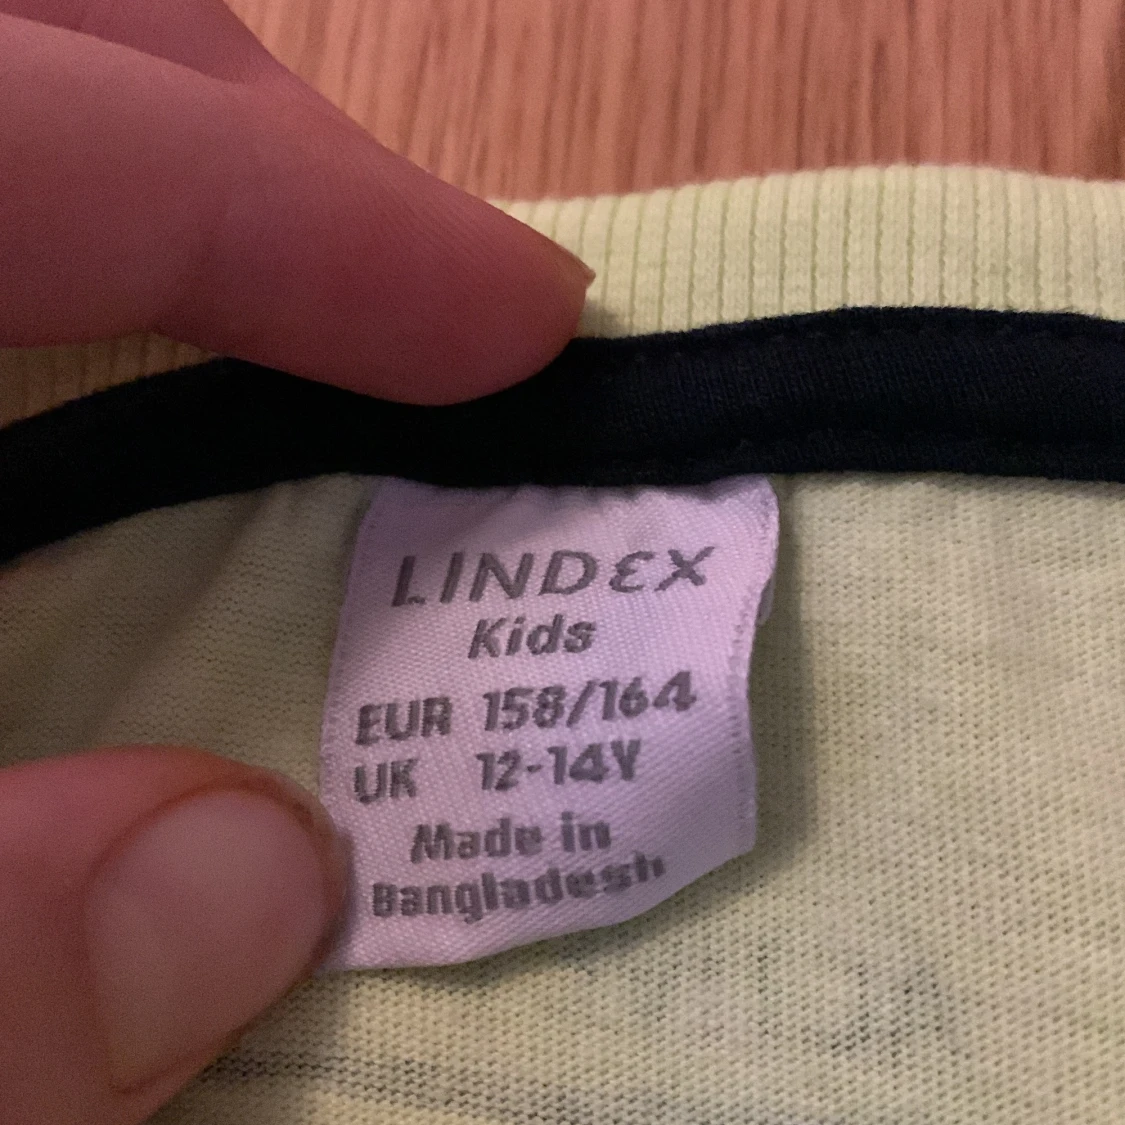 LINDEX
Kids
EUR 158/164
UK 12-14Y
Made in
Bangladesh